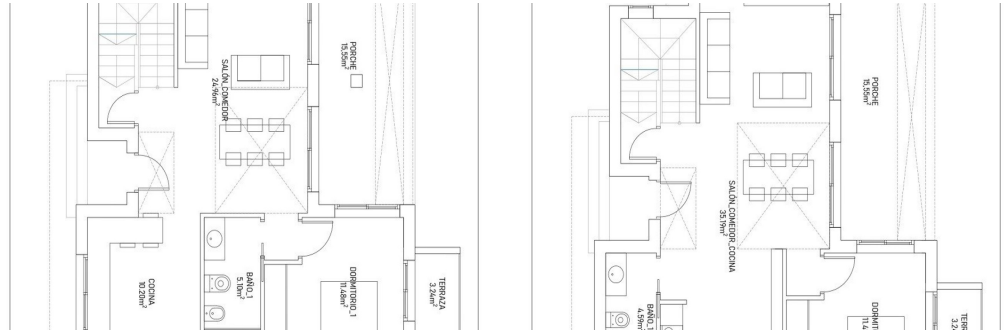 PORCHE
15,55m²
SALÓN_COMEDOR
24.96m²
COCINA
10.20m²
BAÑO_1
5.10m²
DORMITORIO_1
11.48m²
TERRAZA
3.24m²
PORCHE
15,55m²
SALÓN_COMEDOR_COCINA
35.19m²
BAÑO_1
4.59m²